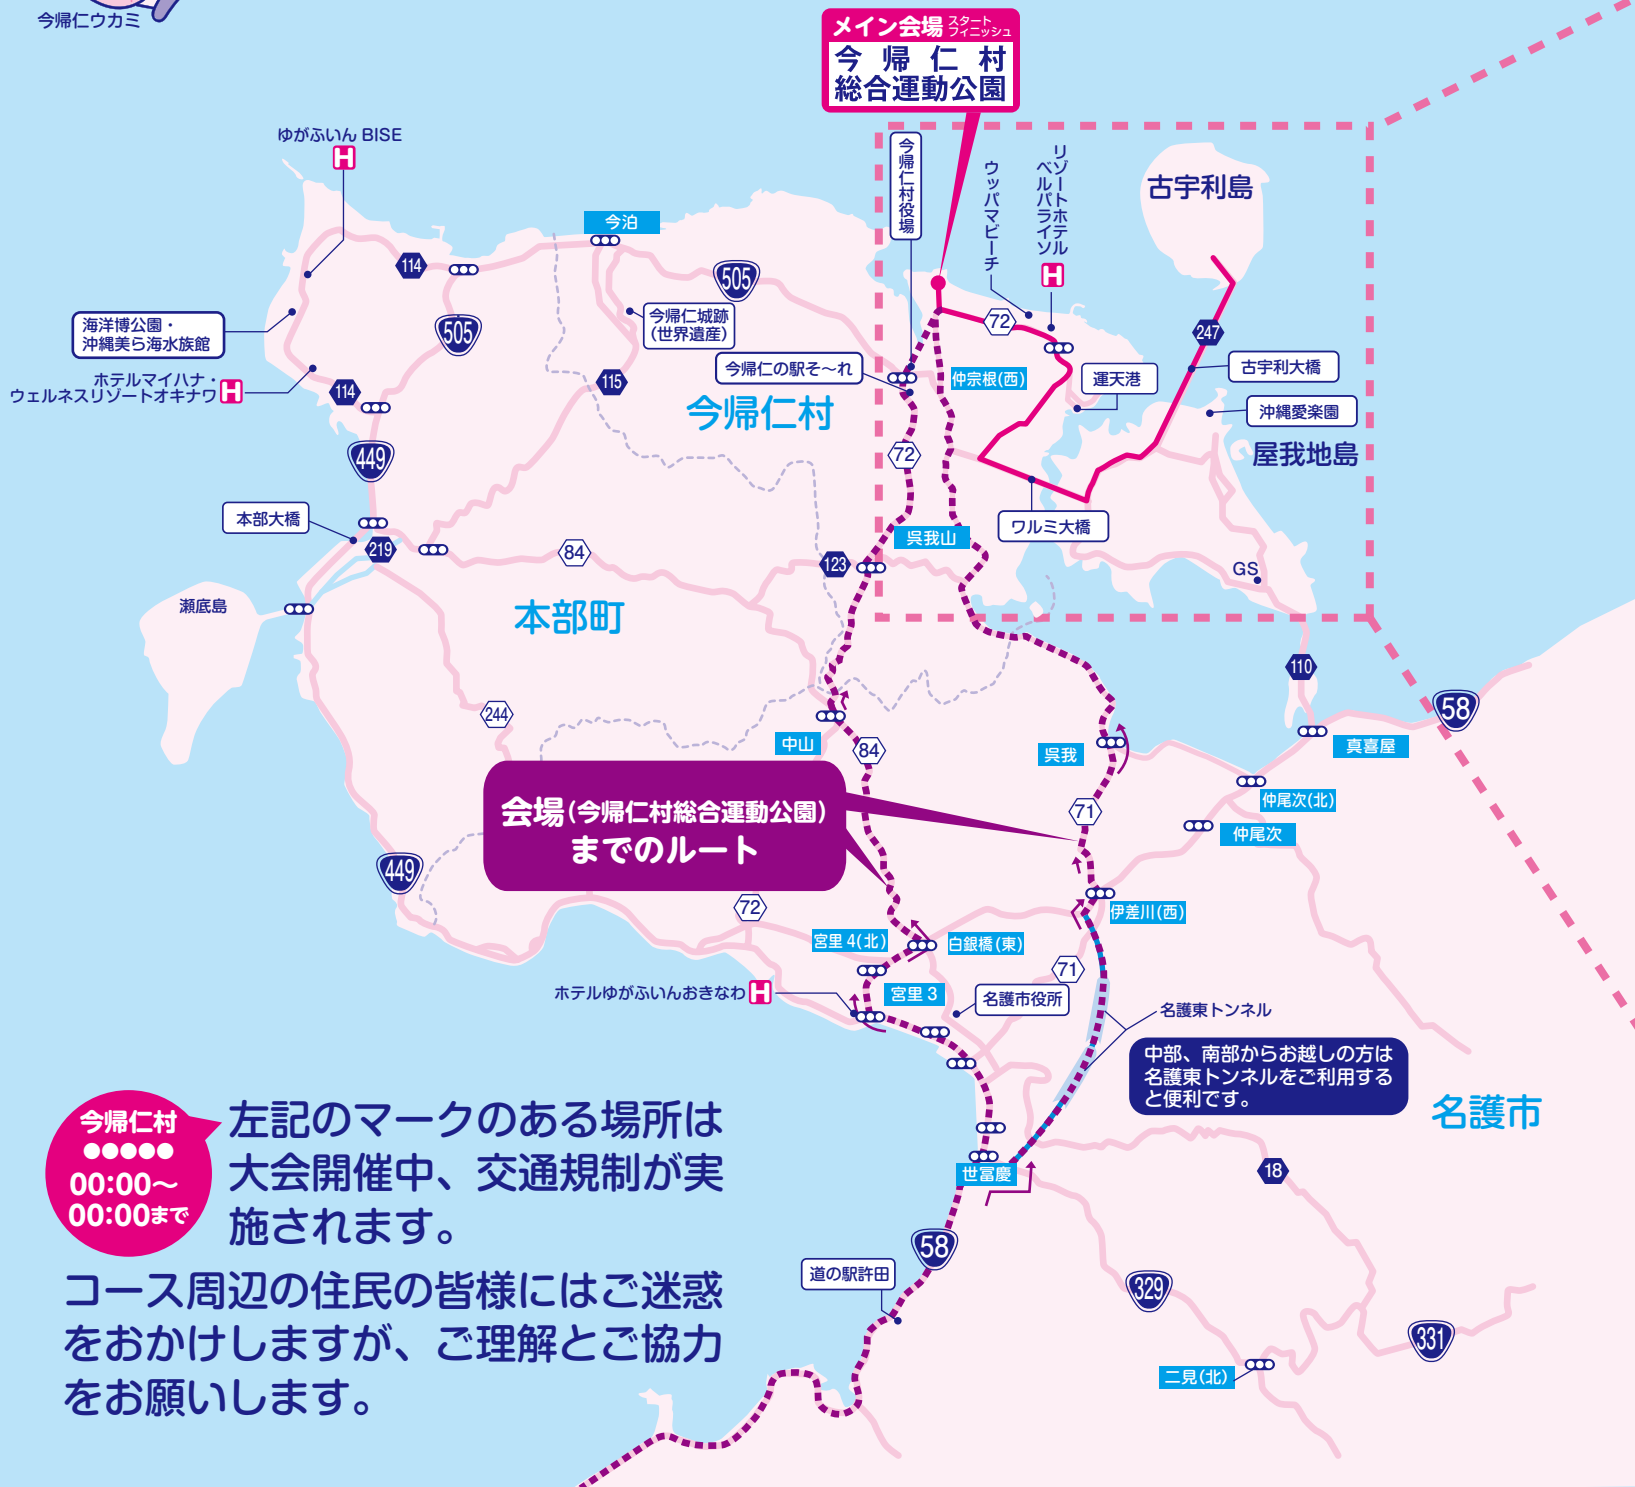 今帰仁ウカミ
メイン会場 スタート
フィニッシュ
今帰仁村
総合運動公園
ゆがふいん BISE
H
今泊
今帰仁村役場
ウッパマビーチ
リゾートホテル
ベルパライソ
H
古宇利島
114
505
505
72
247
海洋博公園・
沖縄美ら海水族館
今帰仁城跡
(世界遺産)
今帰仁の駅そ〜れ
仲宗根(西)
運天港
古宇利大橋
ホテルマイハナ・
ウェルネスリゾートオキナワ H
114
115
今帰仁村
沖縄愛楽園
449
72
屋我地島
本部大橋
219
84
123
呉我山
ワルミ大橋
GS
瀬底島
本部町
110
244
58
中山
84
呉我
真喜屋
会場(今帰仁村総合運動公園)
までのルート
71
仲尾次(北)
仲尾次
449
72
宮里 4(北)
白銀橋(東)
伊差川(西)
71
ホテルゆがふいんおきなわ H
宮里 3
名護市役所
名護東トンネル
中部、南部からお越しの方は
名護東トンネルをご利用する
と便利です。
名護市
今帰仁村
●●●●●
00:00〜
00:00まで
左記のマークのある場所は
大会開催中、交通規制が実
施されます。
コース周辺の住民の皆様にはご迷惑
をおかけしますが、ご理解とご協力
をお願いします。
世冨慶
18
58
道の駅許田
329
331
二見(北)